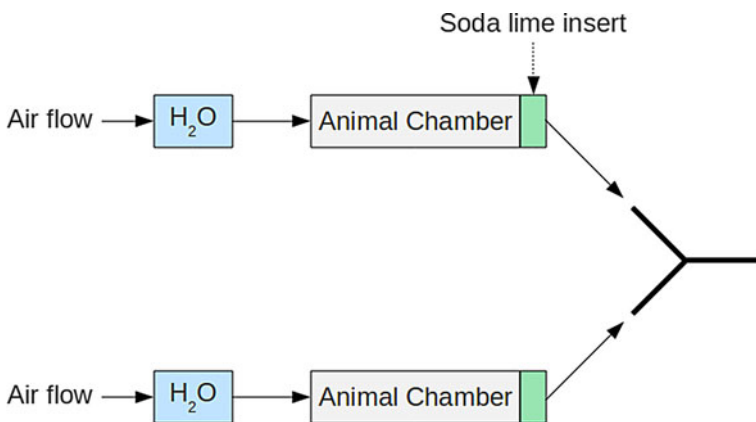 Soda lime insert
Air flow
H₂O
Animal Chamber
Air flow
H₂O
Animal Chamber